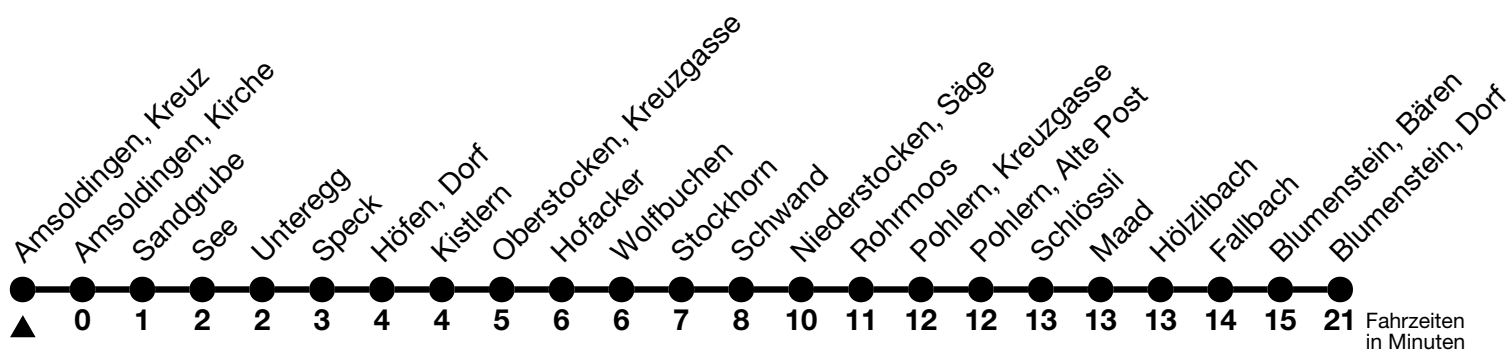 Amsoldingen, Kreuz
Amsoldingen, Kirche
Sandgrube
See
Unteregg
Speck
Höfen, Dorf
Kistlern
Oberstocken, Kreuzgasse
Hofacker
Wolfbuchen
Stockhorn
Schwand
Niederstocken, Säge
Rohrmoos
Pohlern, Kreuzgasse
Pohlern, Alte Post
Schlössli
Maad
Hölzlibach
Fallbach
Blumenstein, Bären
Blumenstein, Dorf
0 1 2 2 3 4 4 5 6 6 7 8 10 11 12 12 13 13 13 14 15 21
Fahrzeiten
in Minuten